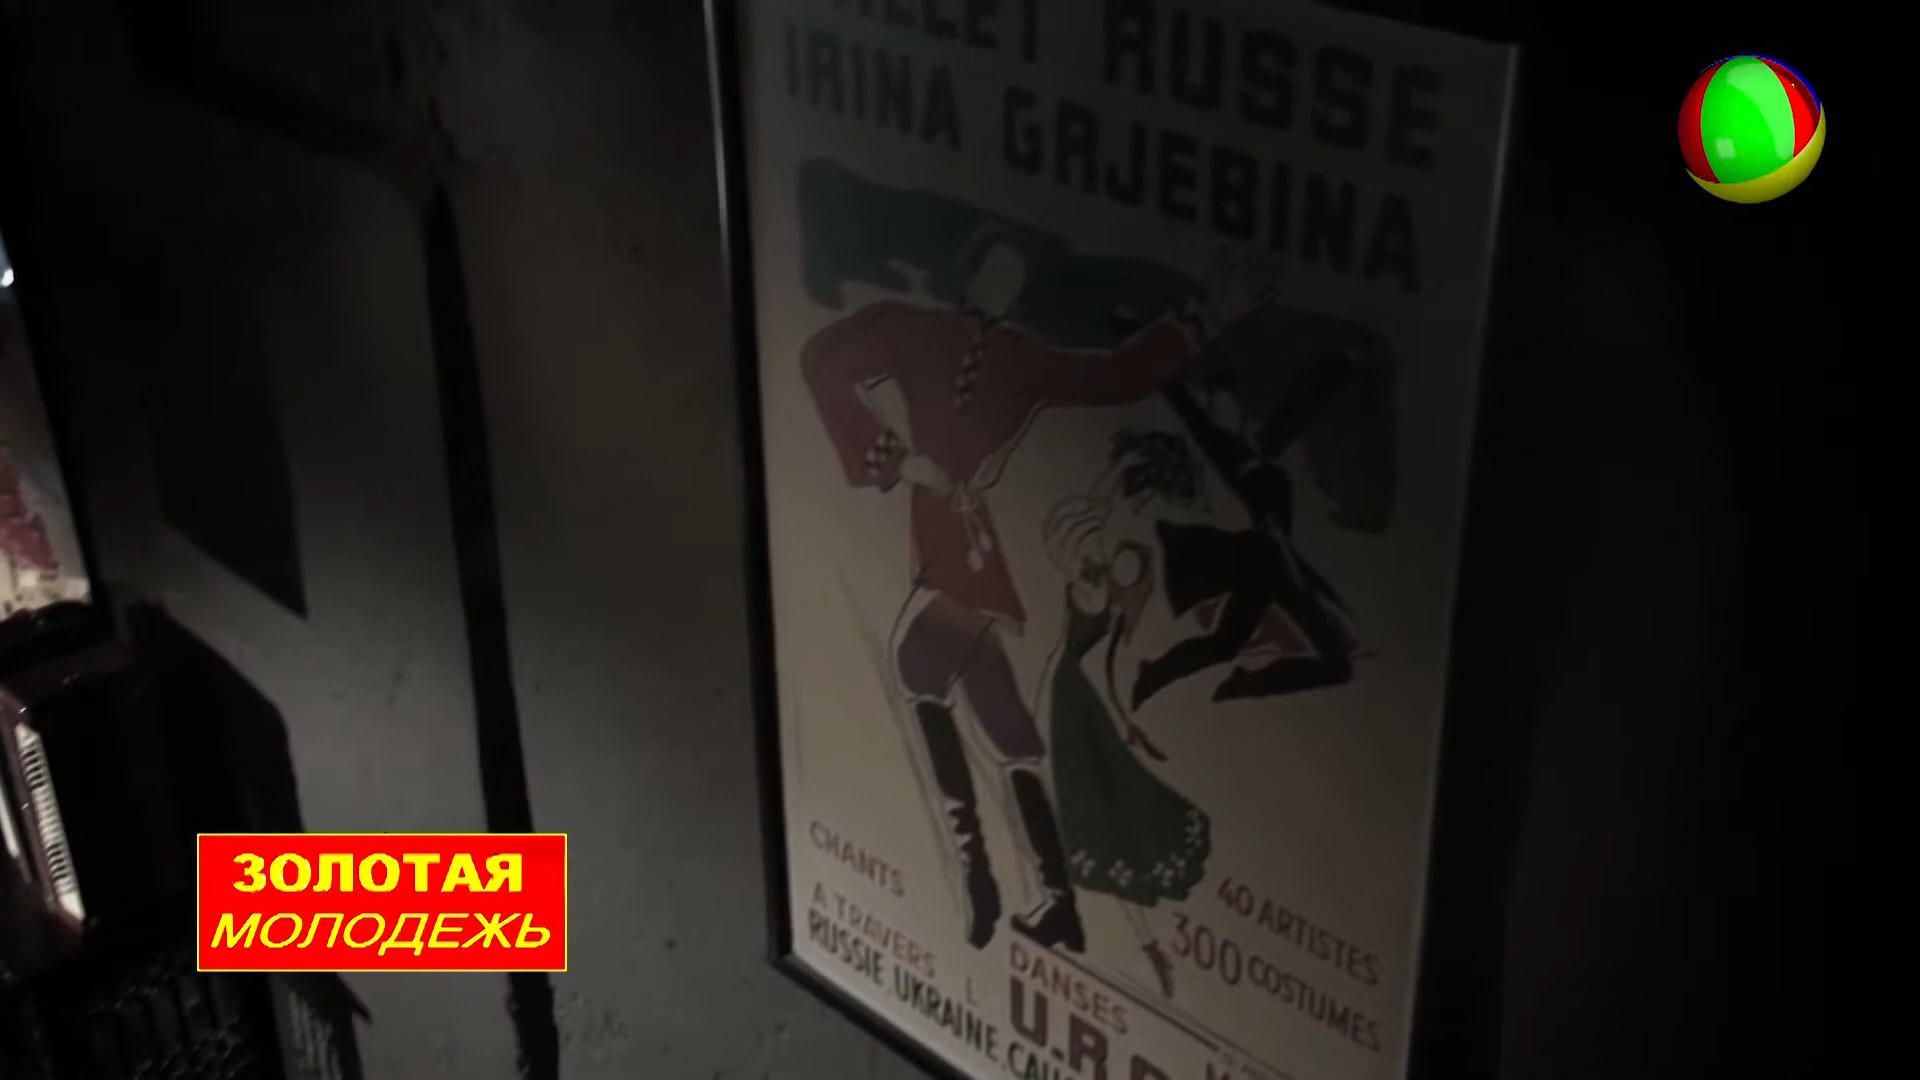 RUSSE
IRINA GRJEBINA
CHANTS
A TRAVERS
RUSSIE. UKRAINE.
DANSES
40 ARTISTES
300 COSTUMES
ЗОЛОТАЯ
МОЛОДЕЖЬ